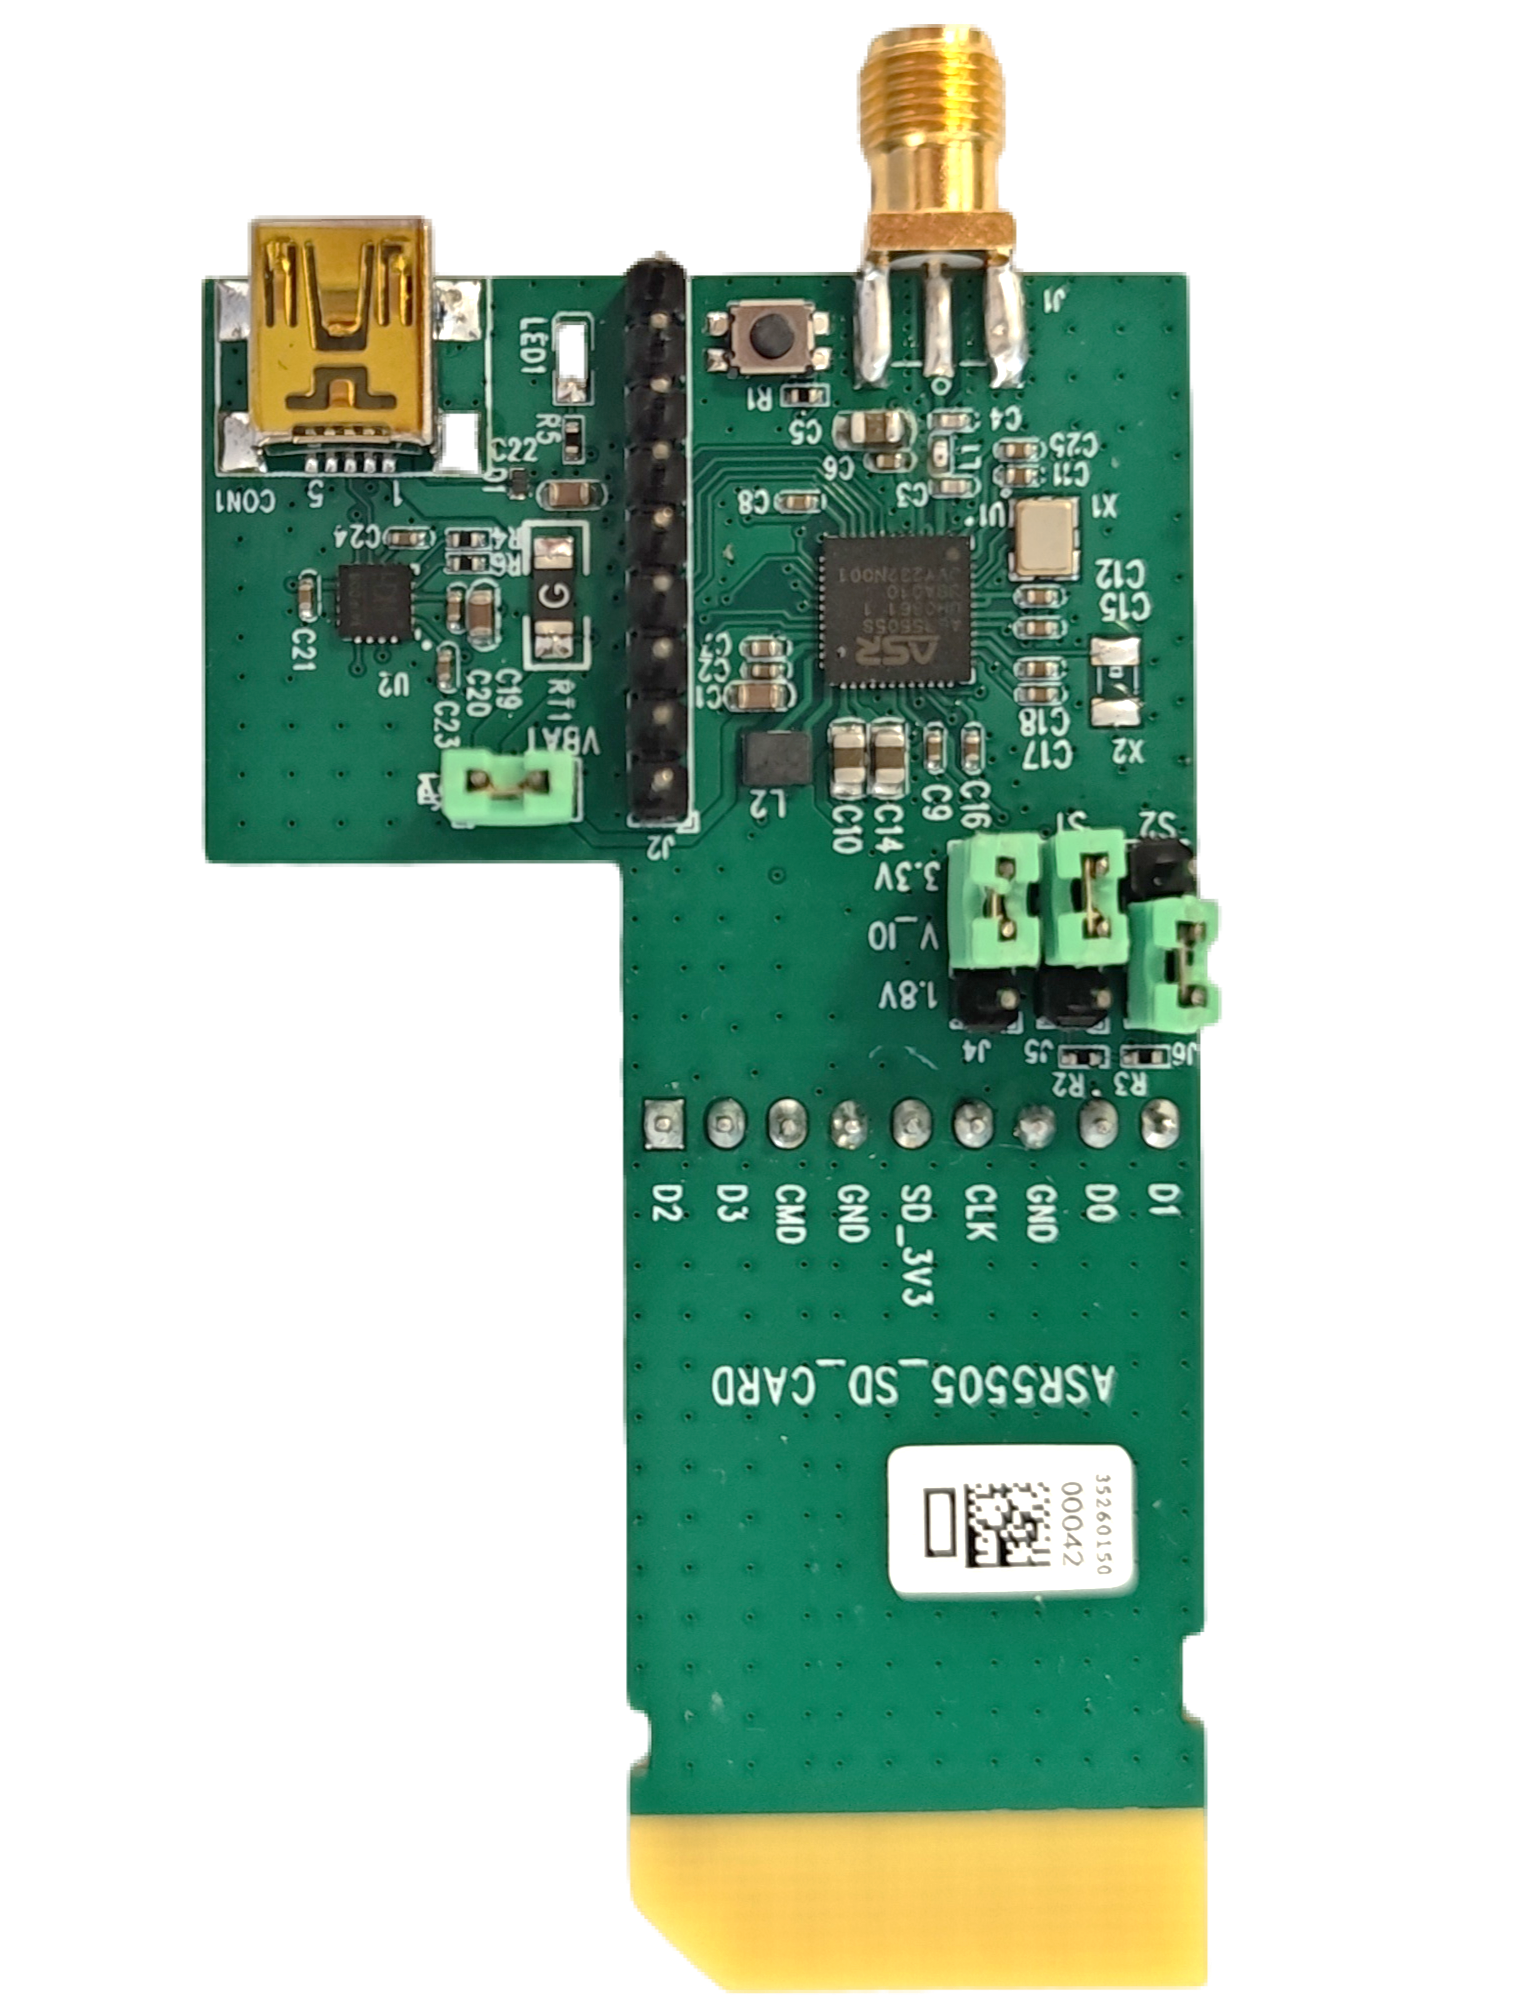 J1
LED1
R1
R5
C5
C4
C22
C6
C25
C11
L1
D1
C3
C8
CON1
5
1
U1
X1
C24
R4
R6
C12
C15
ASR
ASR5505S
G
C21
U2
C7
C2
C1
C20
C19
C23
RT1
VBAT
C18
C17
X2
L2
C10
C14
C9
C16
J2
S1
S2
3.3V
V_IO
1.8V
J4
J5
J6
R2
R3
D2
D3
CMD
GND
SD_3V3
CLK
GND
D0
D1
ASR5505_SD_CARD
35260150
00042